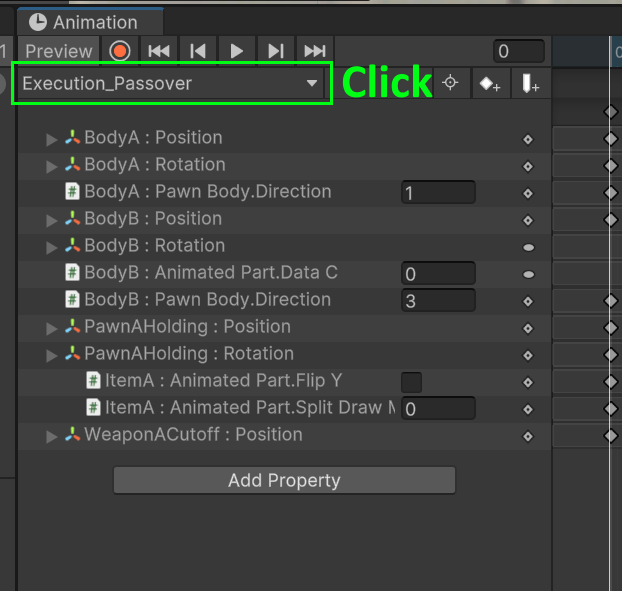 Animation
1 Preview 0 0
Execution_Passover Click
BodyA : Position
BodyA : Rotation
# BodyA : Pawn Body.Direction 1
BodyB : Position
BodyB : Rotation
# BodyB : Animated Part.Data C 0
# BodyB : Pawn Body.Direction 3
PawnAHolding : Position
PawnAHolding : Rotation
# ItemA : Animated Part.Flip Y
# ItemA : Animated Part.Split Draw 0
WeaponACutoff : Position
Add Property